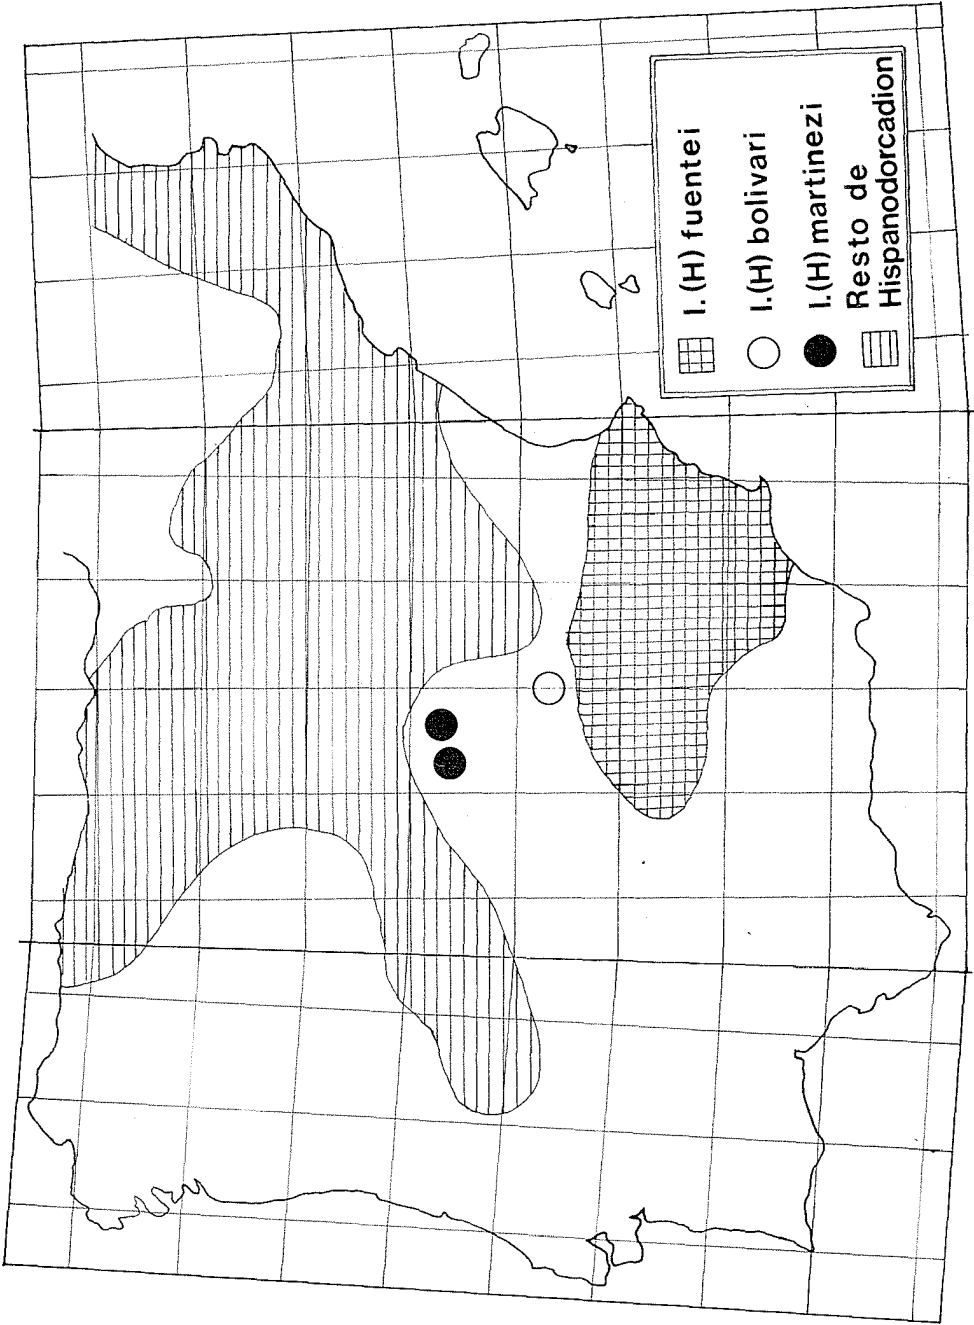 I.(H) fuentei
I.(H) bolivari
I.(H) martinezi
Resto de
Hispanodorcadion